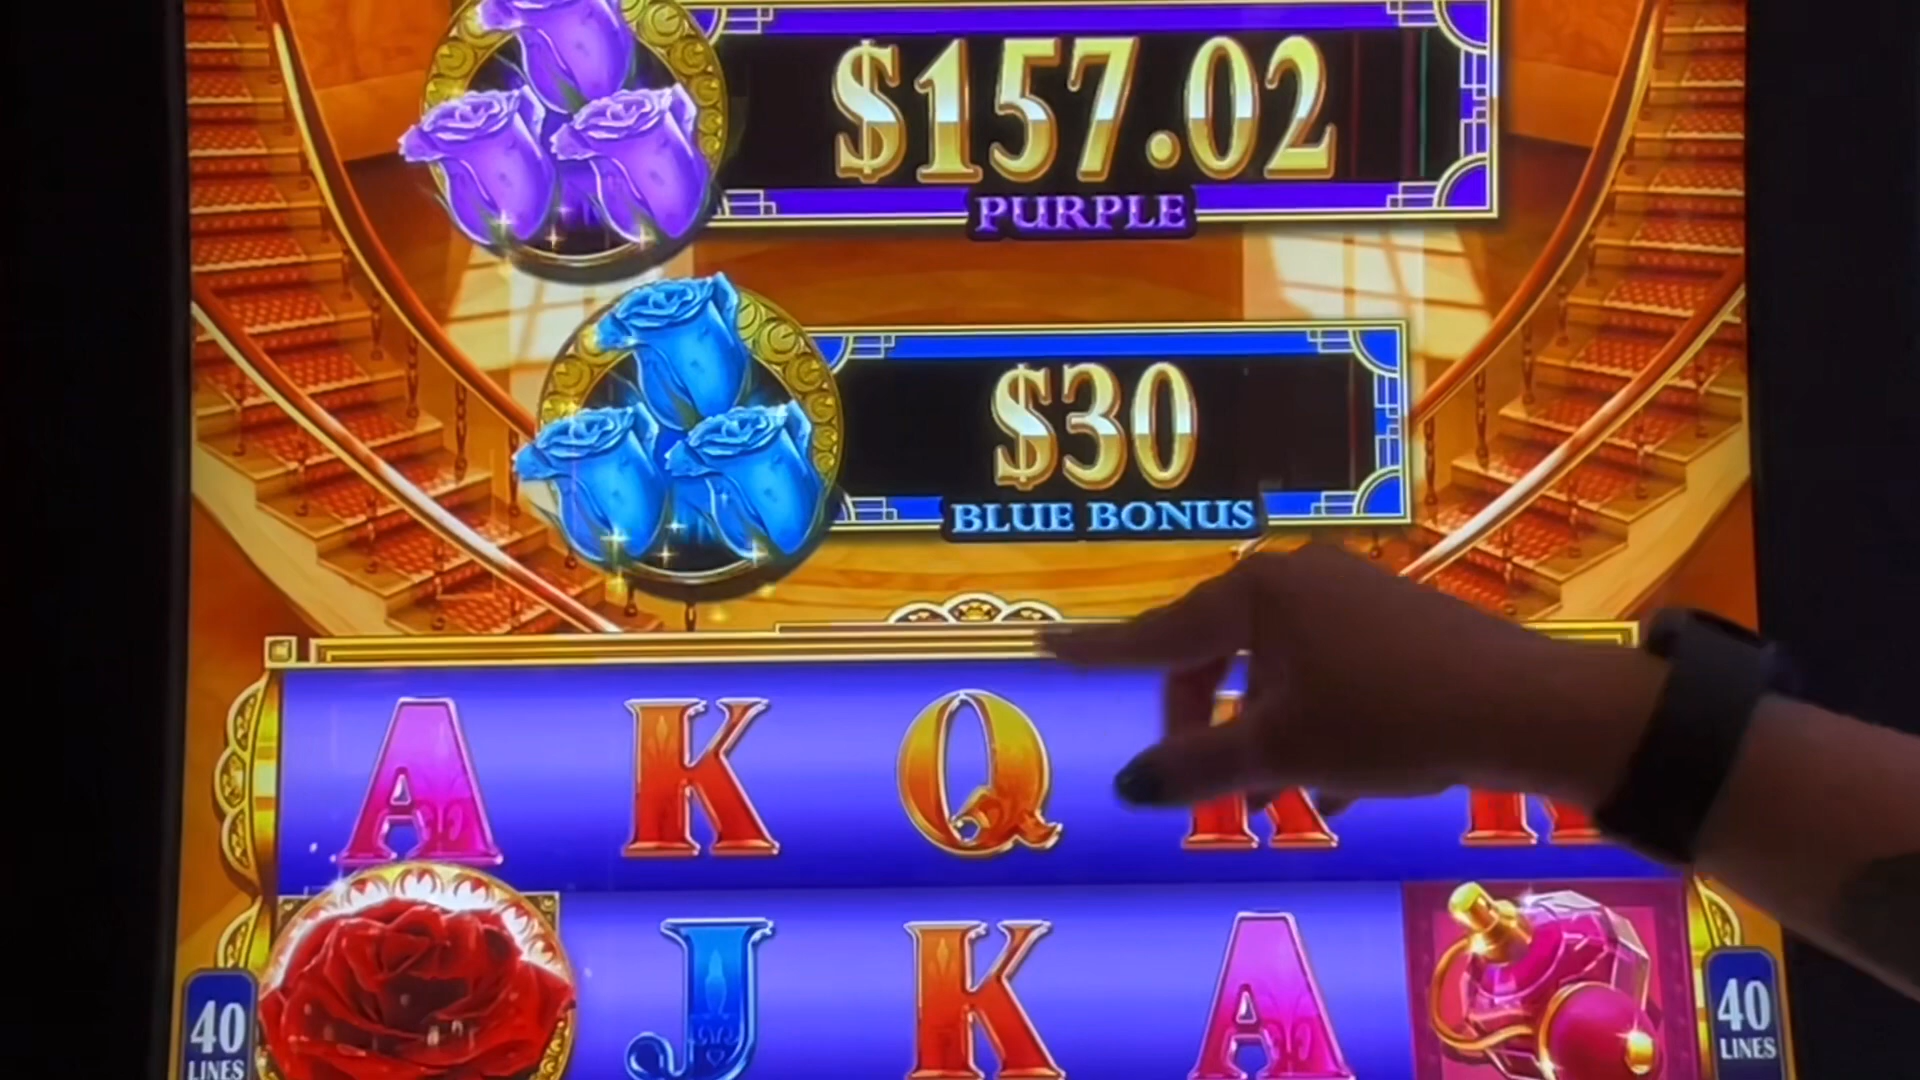 $157.02
PURPLE
$30
BLUE BONUS
A K Q K K
J K A
40 LINES
40 LINES